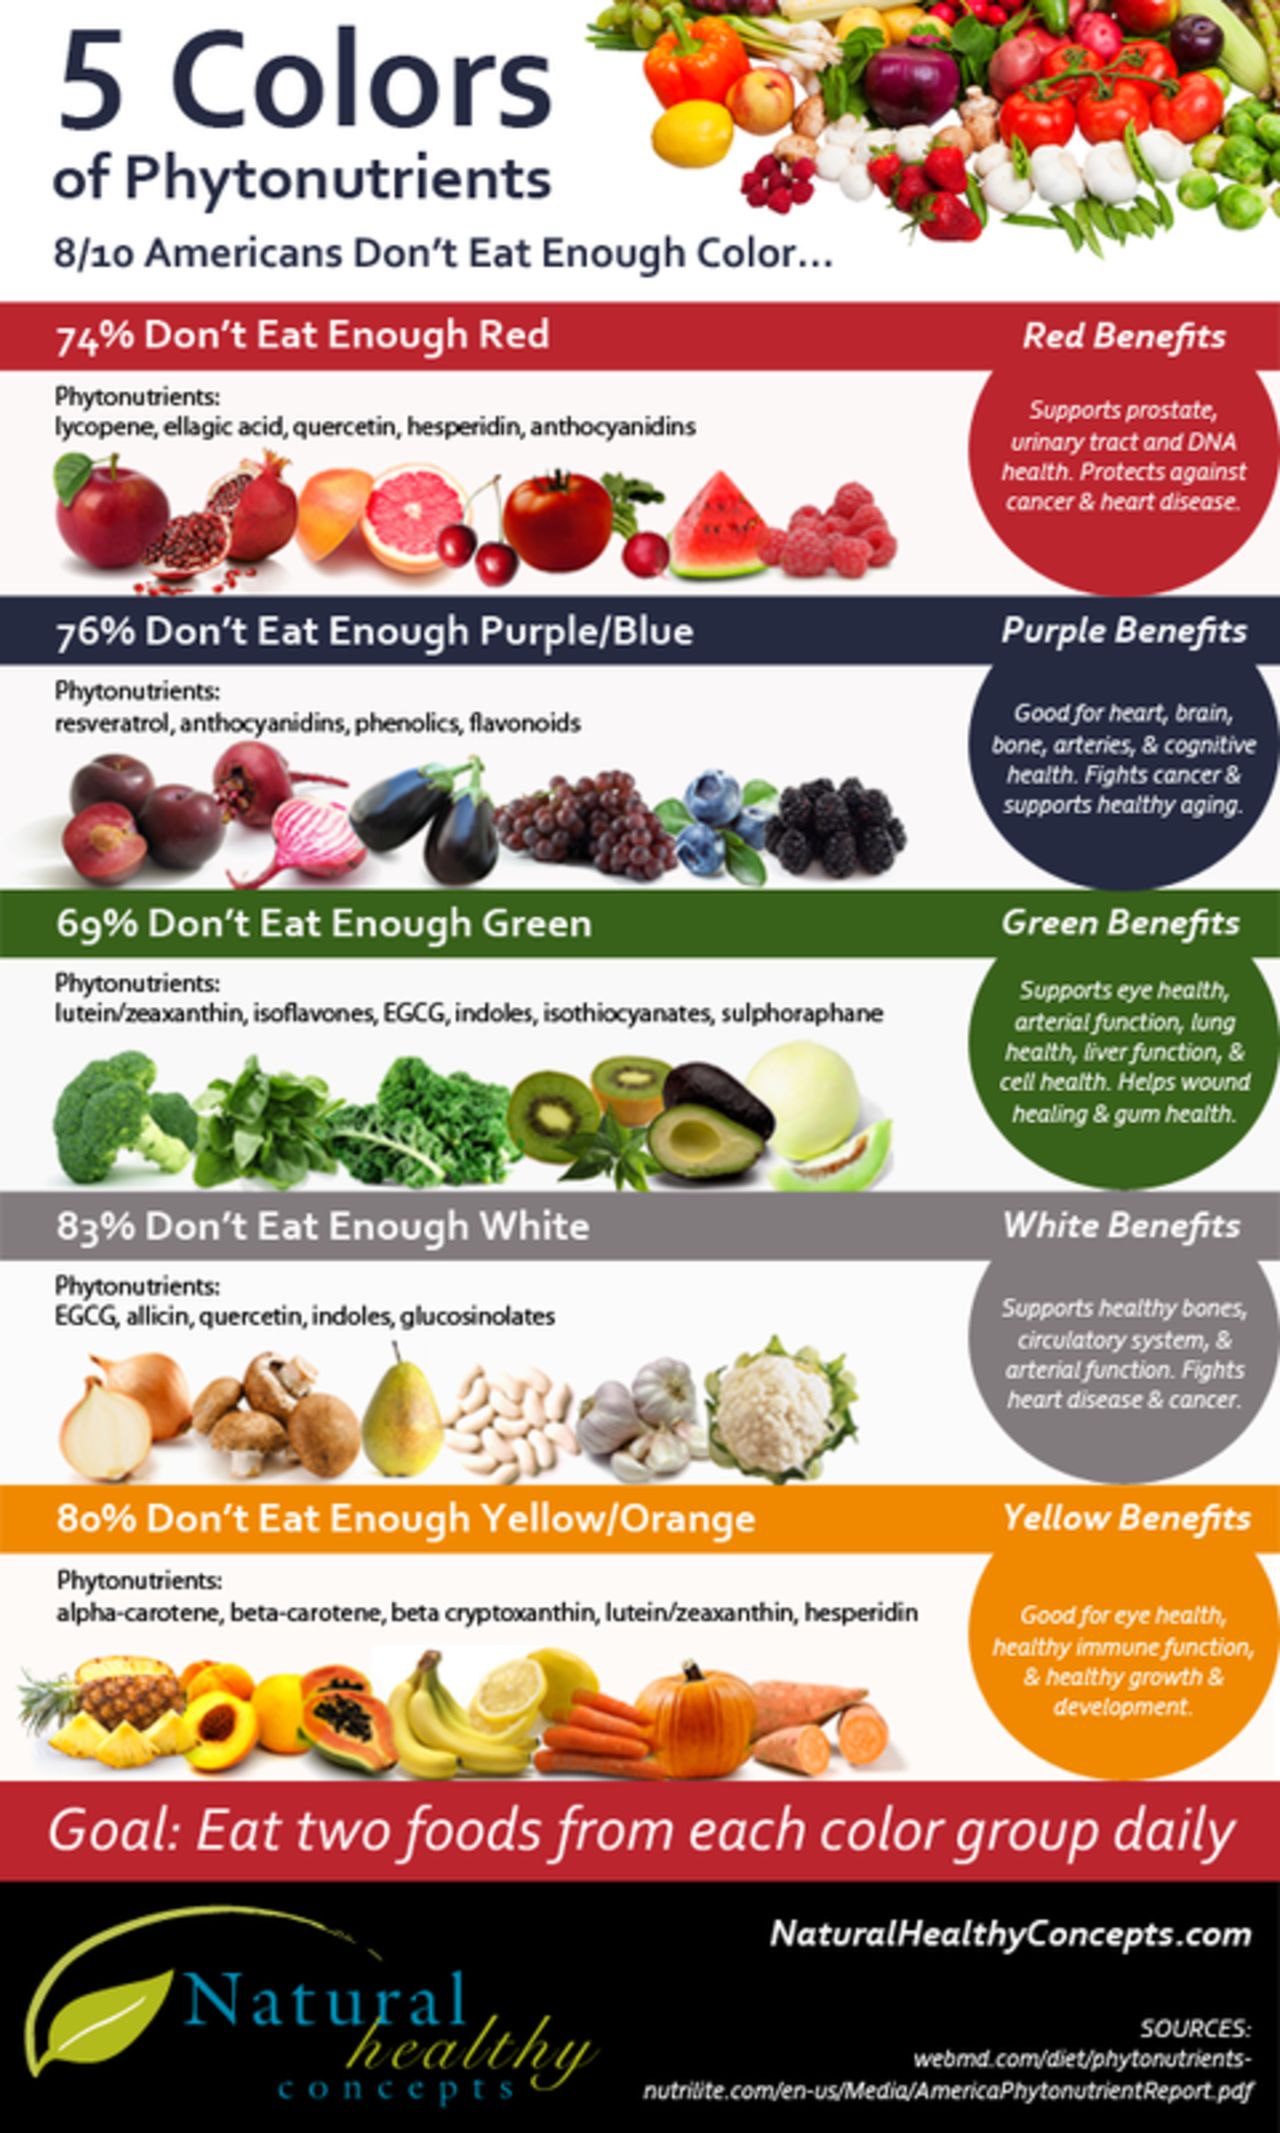 5 Colors
of Phytonutrients
8/10 Americans Don't Eat Enough Color...
74% Don't Eat Enough Red
Red Benefits
Phytonutrients:
lycopene, ellagic acid, quercetin, hesperidin, anthocyanidins
Supports prostate,
urinary tract and DNA
health. Protects against
cancer & heart disease.
76% Don't Eat Enough Purple/Blue
Purple Benefits
Phytonutrients:
resveratrol, anthocyanidins, phenolics, flavonoids
Good for heart, brain,
bone, arteries, & cognitive
health. Fights cancer &
supports healthy aging.
69% Don't Eat Enough Green
Green Benefits
Phytonutrients:
lutein/zeaxanthin, isoflavones, EGCG, indoles, isothiocyanates, sulphoraphane
Supports eye health,
arterial function, lung
health, liver function, &
cell health. Helps wound
healing & gum health.
83% Don't Eat Enough White
White Benefits
Phytonutrients:
EGCG, allicin, quercetin, indoles, glucosinolates
Supports healthy bones,
circulatory system, &
arterial function. Fights
heart disease & cancer.
80% Don't Eat Enough Yellow/Orange
Yellow Benefits
Phytonutrients:
alpha-carotene, beta-carotene, beta cryptoxanthin, lutein/zeaxanthin, hesperidin
Good for eye health,
healthy immune function,
& healthy growth &
development.
Goal: Eat two foods from each color group daily
Natural
healthy
concepts
NaturalHealthyConcepts.com
SOURCES:
webmd.com/diet/phytonutrients-
nutrilite.com/en-us/Media/AmericaPhytonutrientReport.pdf